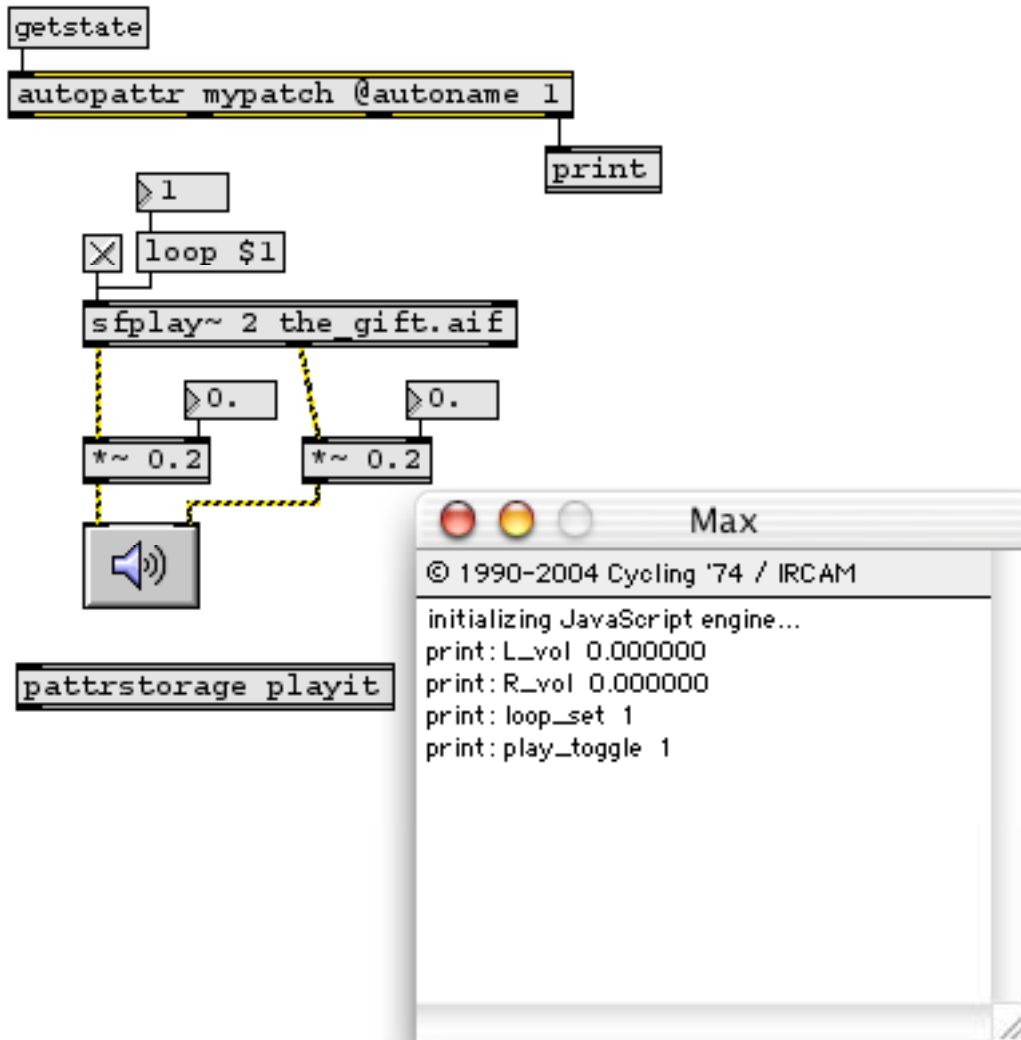 getstate
autopattr mypatch @autoname 1
print
1
loop $1
sfplay~ 2 the_gift.aif
0.
0.
*~ 0.2
*~ 0.2
pattrstorage playit
Max
© 1990-2004 Cycling '74 / IRCAM
initializing JavaScript engine...
print: L_vol 0.000000
print: R_vol 0.000000
print: loop_set 1
print: play_toggle 1